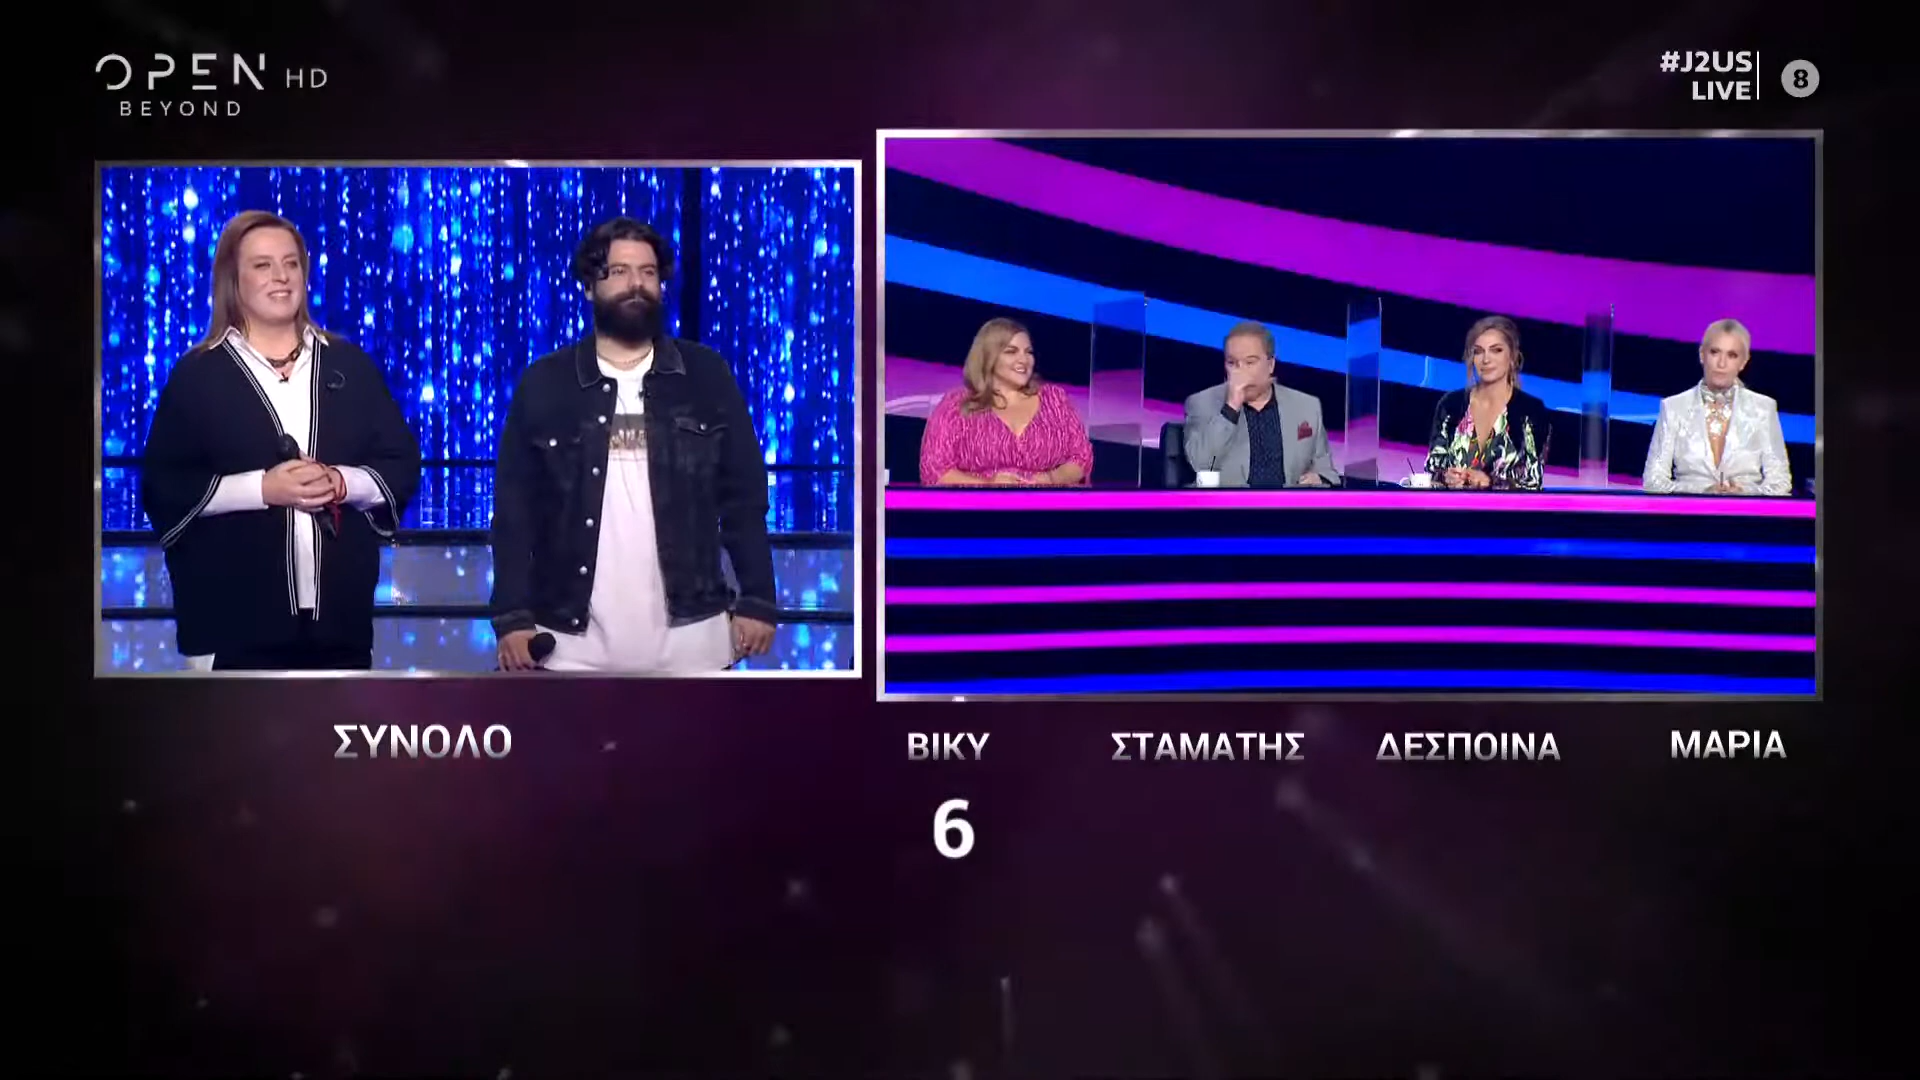 OPEN HD
BEYOND
#J2US
LIVE
8
ΣΥΝΟΛΟ
ΒΙΚΥ
ΣΤΑΜΑΤΗΣ
ΔΕΣΠΟΙΝΑ
ΜΑΡΙΑ
6